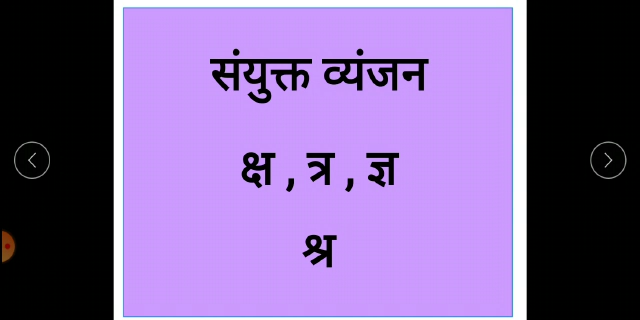 संयुक्त व्यंजन
क्ष , त्र , ज्ञ
श्र